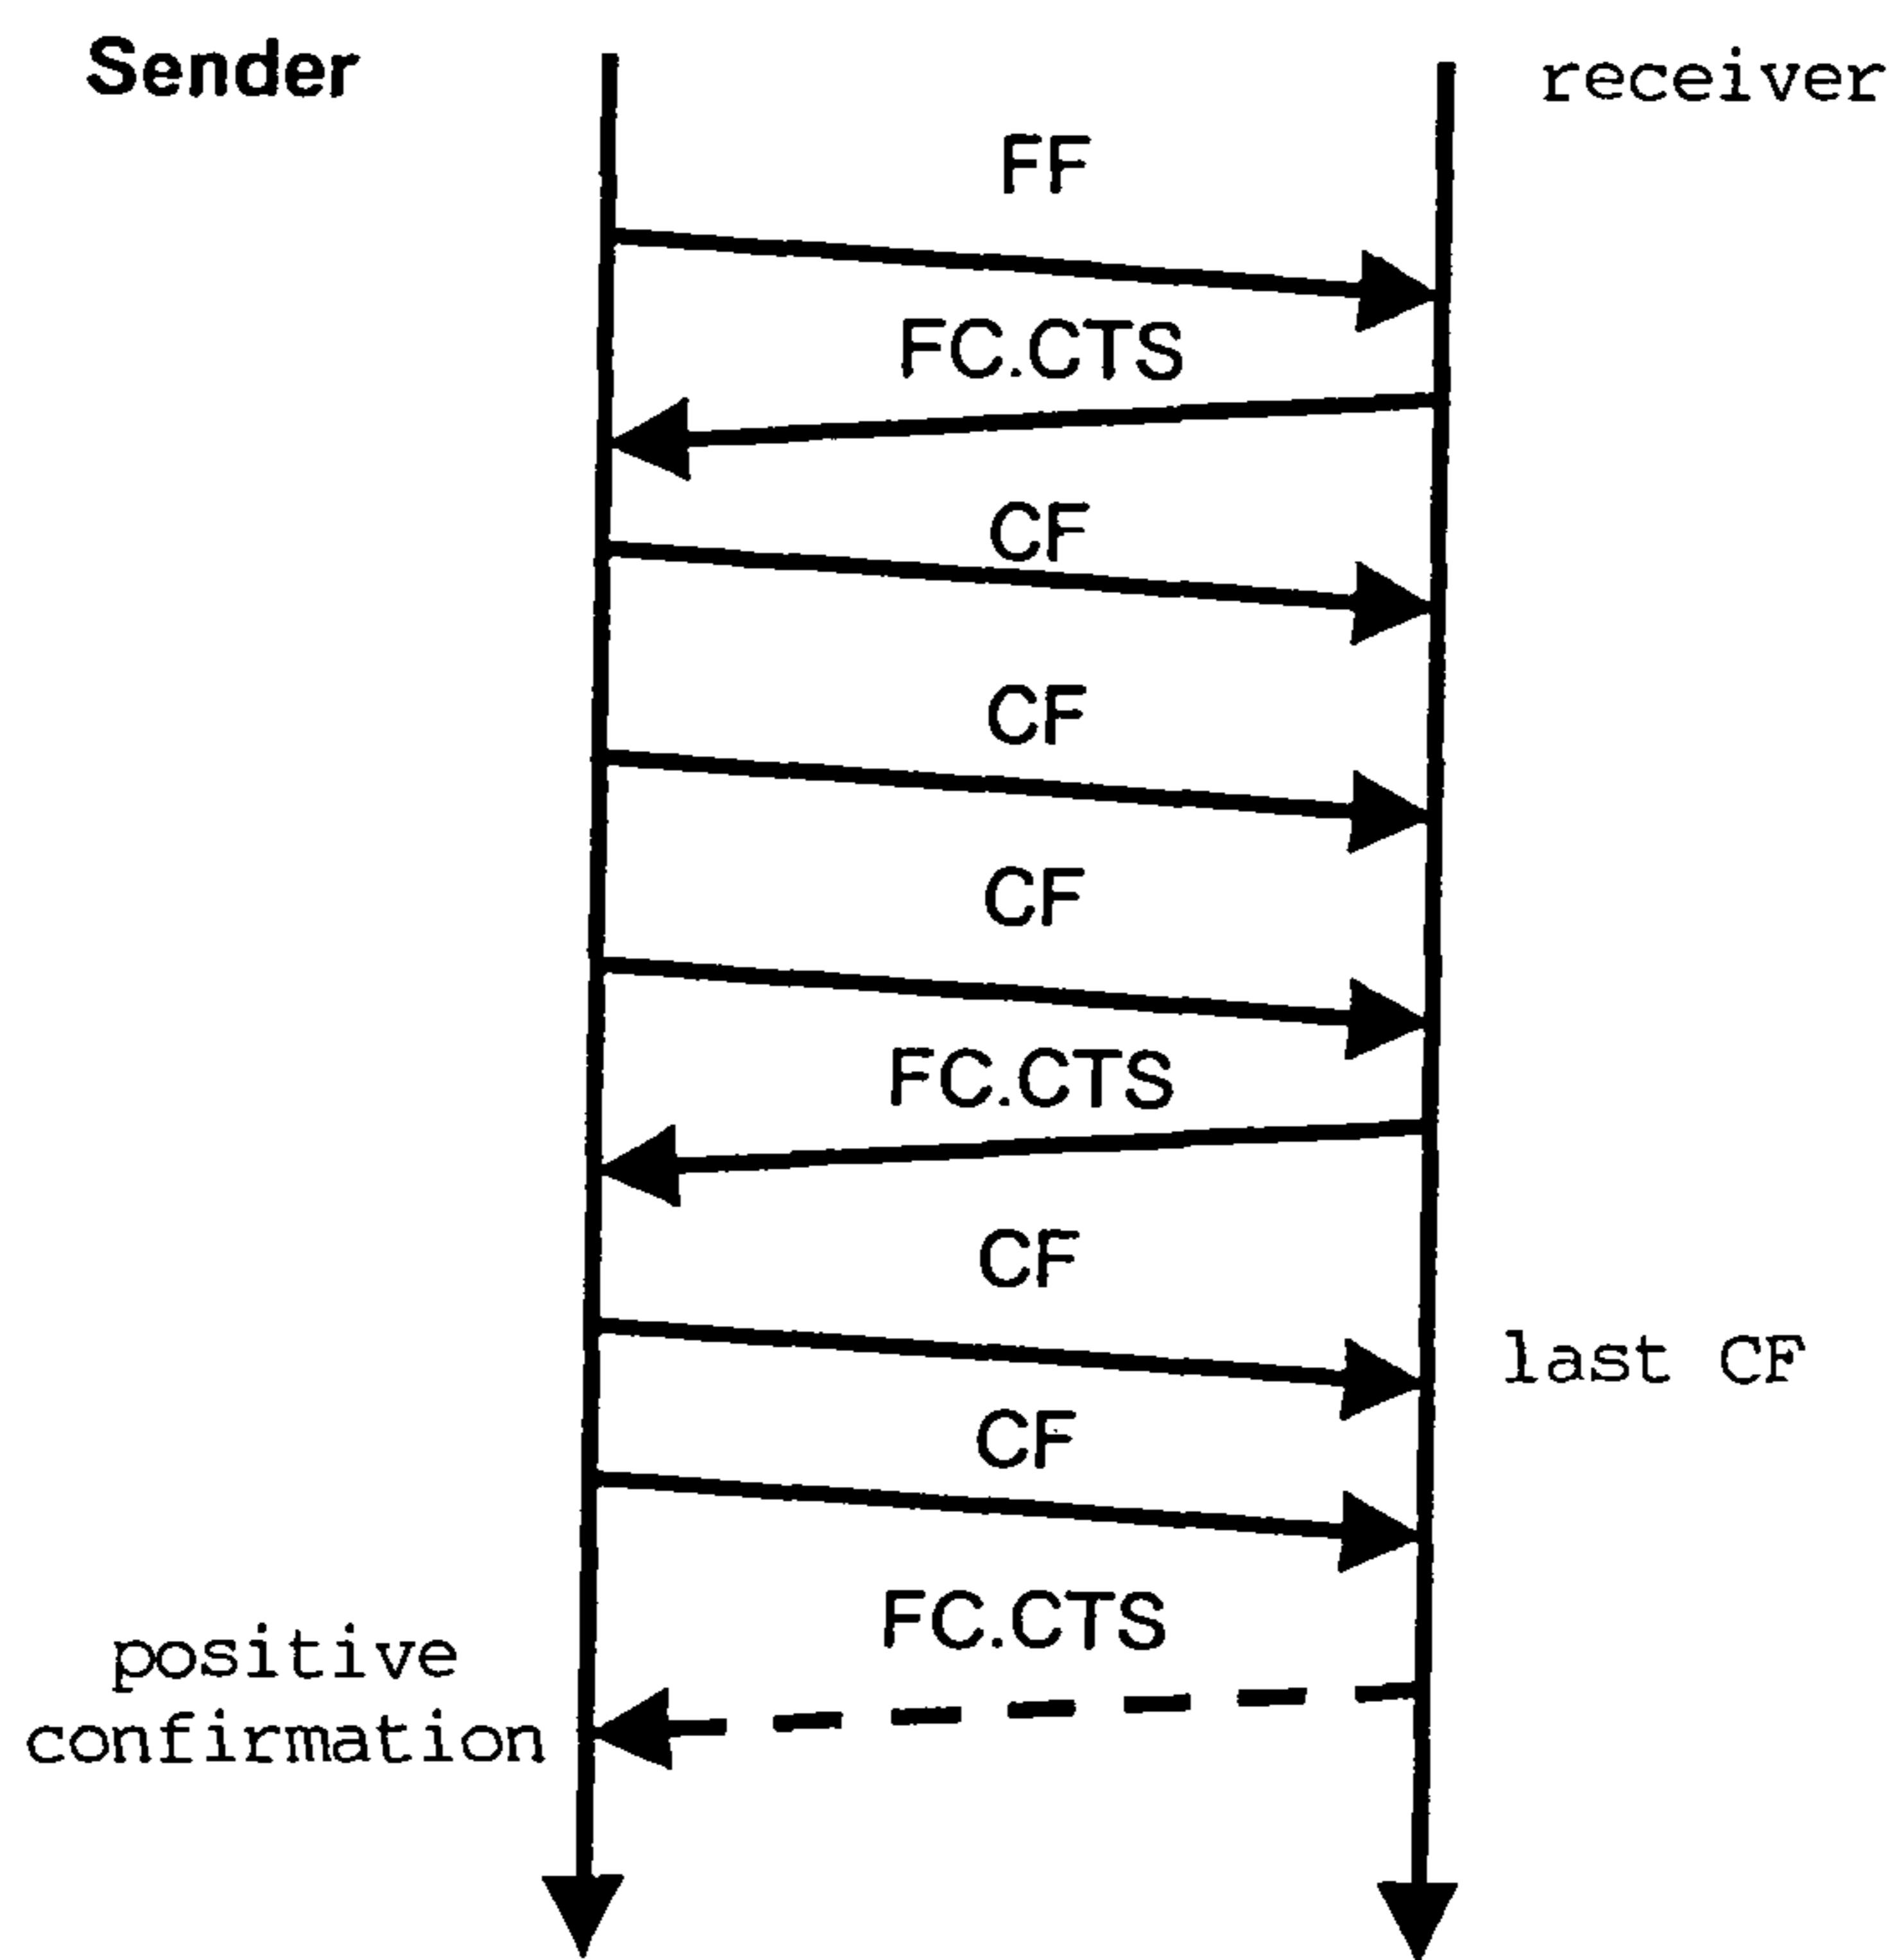 Sender
receiver
FF
FC.CTS
CF
CF
CF
FC.CTS
CF
last CF
CF
FC.CTS
positive
confirmation